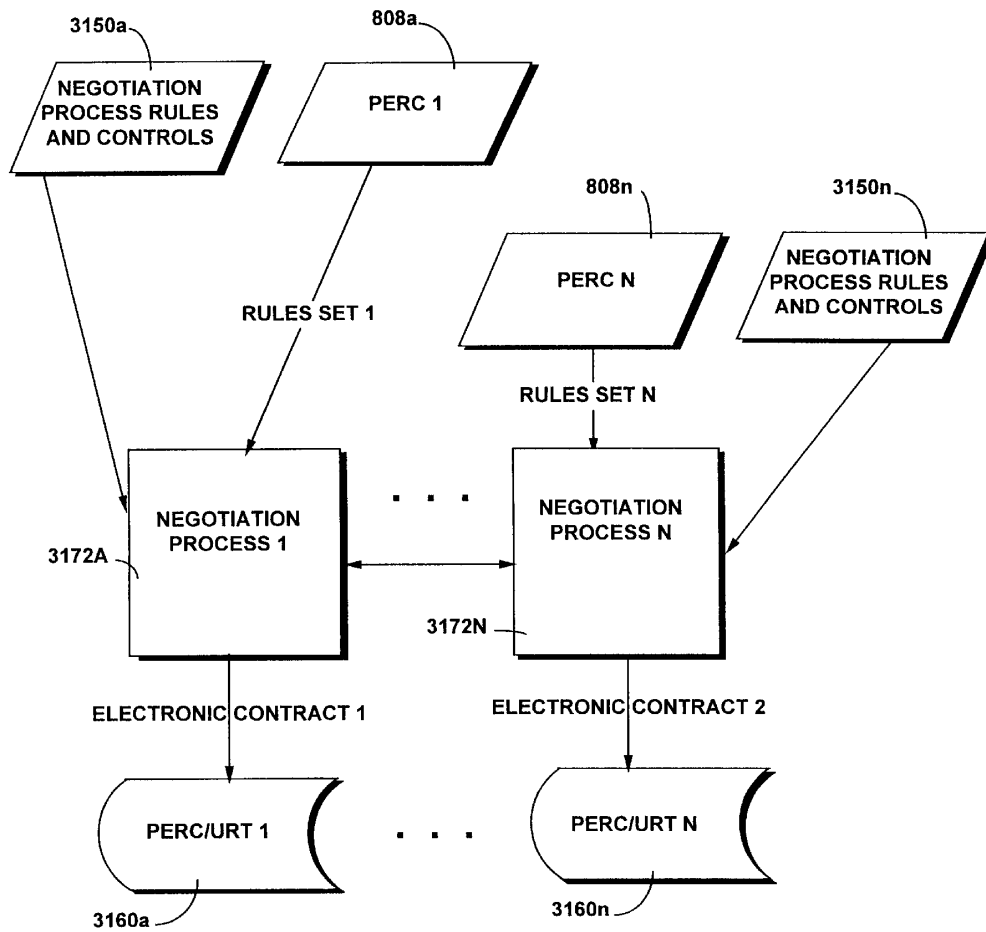 3150a
808a
NEGOTIATION
PROCESS RULES
AND CONTROLS
PERC 1
808n
3150n
PERC N
NEGOTIATION
PROCESS RULES
AND CONTROLS
RULES SET 1
RULES SET N
NEGOTIATION
PROCESS 1
. . .
NEGOTIATION
PROCESS N
3172A
3172N
ELECTRONIC CONTRACT 1
ELECTRONIC CONTRACT 2
PERC/URT 1
. . .
PERC/URT N
3160a
3160n